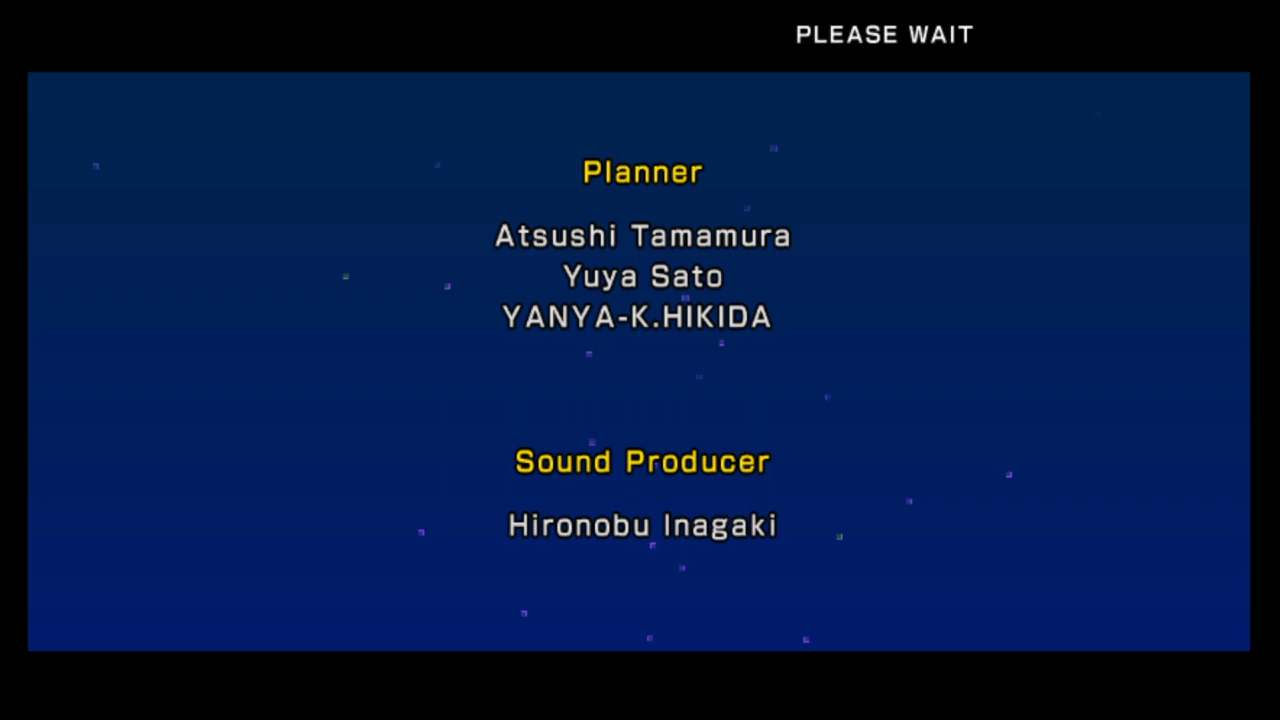 PLEASE WAIT
Planner
Atsushi Tamamura
Yuya Sato
YANYA-K.HIKIDA
Sound Producer
Hironobu Inagaki